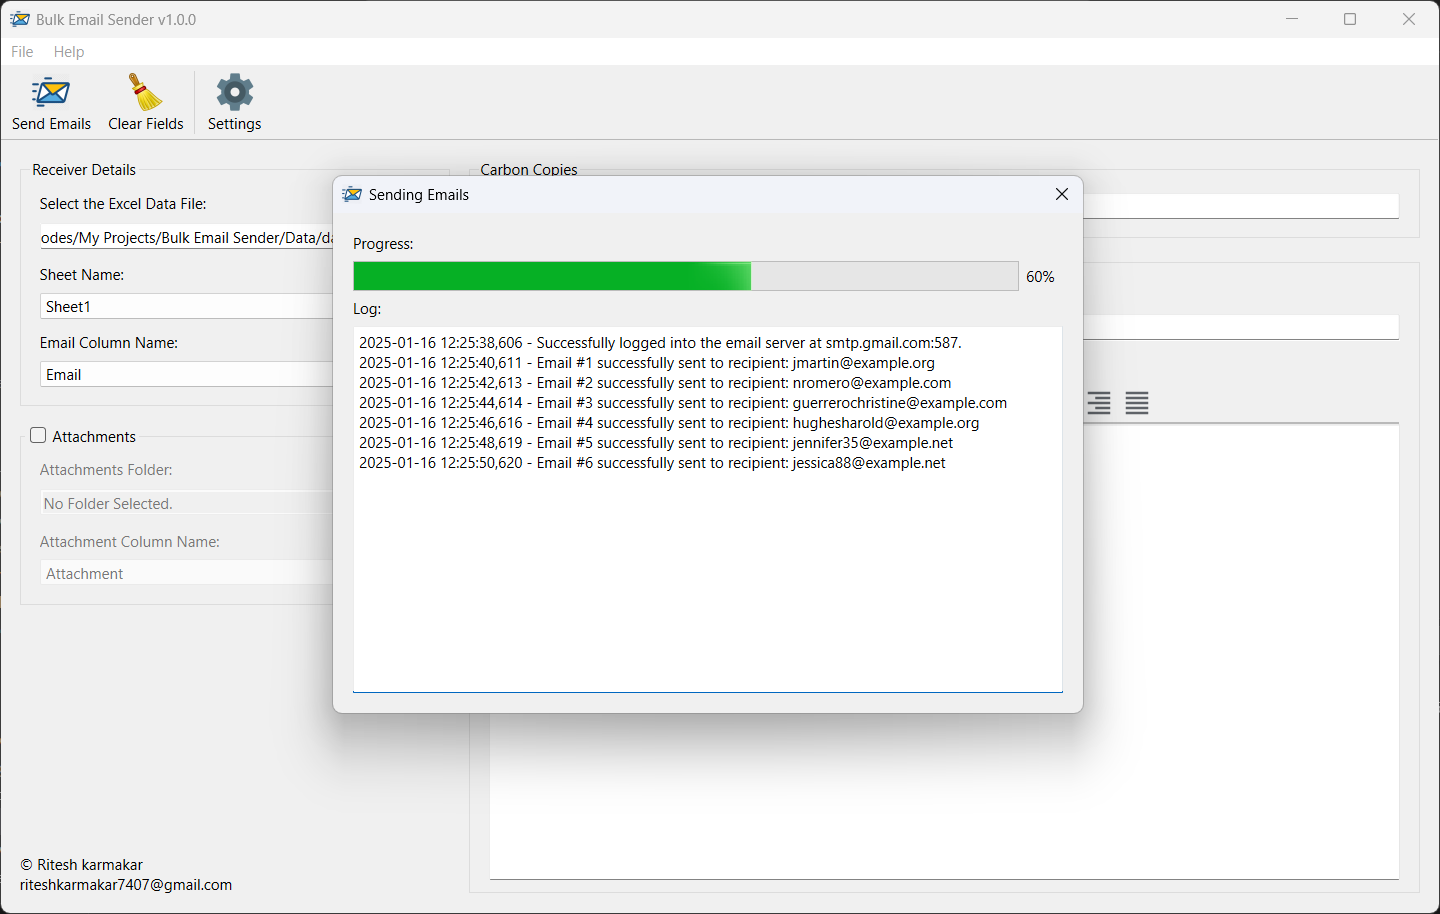 Bulk Email Sender v1.0.0
File Help
Send Emails Clear Fields Settings
Receiver Details
Select the Excel Data File:
odes/My Projects/Bulk Email Sender/Data/da
Sheet Name:
Sheet1
Email Column Name:
Email
Attachments
Attachments Folder:
No Folder Selected.
Attachment Column Name:
Attachment
Carbon Copies
Sending Emails
Progress:
60%
Log:
2025-01-16 12:25:38,606 - Successfully logged into the email server at smtp.gmail.com:587.
2025-01-16 12:25:40,611 - Email #1 successfully sent to recipient: jmartin@example.org
2025-01-16 12:25:42,613 - Email #2 successfully sent to recipient: nromero@example.com
2025-01-16 12:25:44,614 - Email #3 successfully sent to recipient: guerrerochristine@example.com
2025-01-16 12:25:46,616 - Email #4 successfully sent to recipient: hughesharold@example.org
2025-01-16 12:25:48,619 - Email #5 successfully sent to recipient: jennifer35@example.net
2025-01-16 12:25:50,620 - Email #6 successfully sent to recipient: jessica88@example.net
© Ritesh karmakar
riteshkarmakar7407@gmail.com